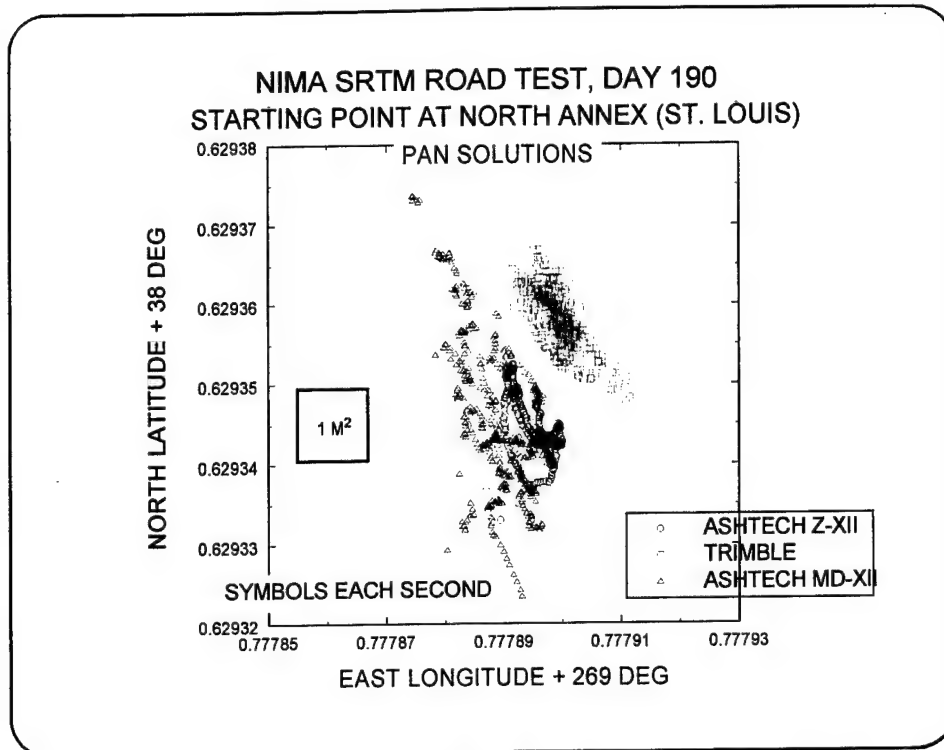 NIMA SRTM ROAD TEST, DAY 190
STARTING POINT AT NORTH ANNEX (ST. LOUIS)
PAN SOLUTIONS
NORTH LATITUDE + 38 DEG
0.62938
0.62937
0.62936
0.62935
0.62934
0.62933
0.62932
1 M²
ASHTECH Z-XII
TRIMBLE
ASHTECH MD-XII
SYMBOLS EACH SECOND
0.77785 0.77787 0.77789 0.77791 0.77793
EAST LONGITUDE + 269 DEG